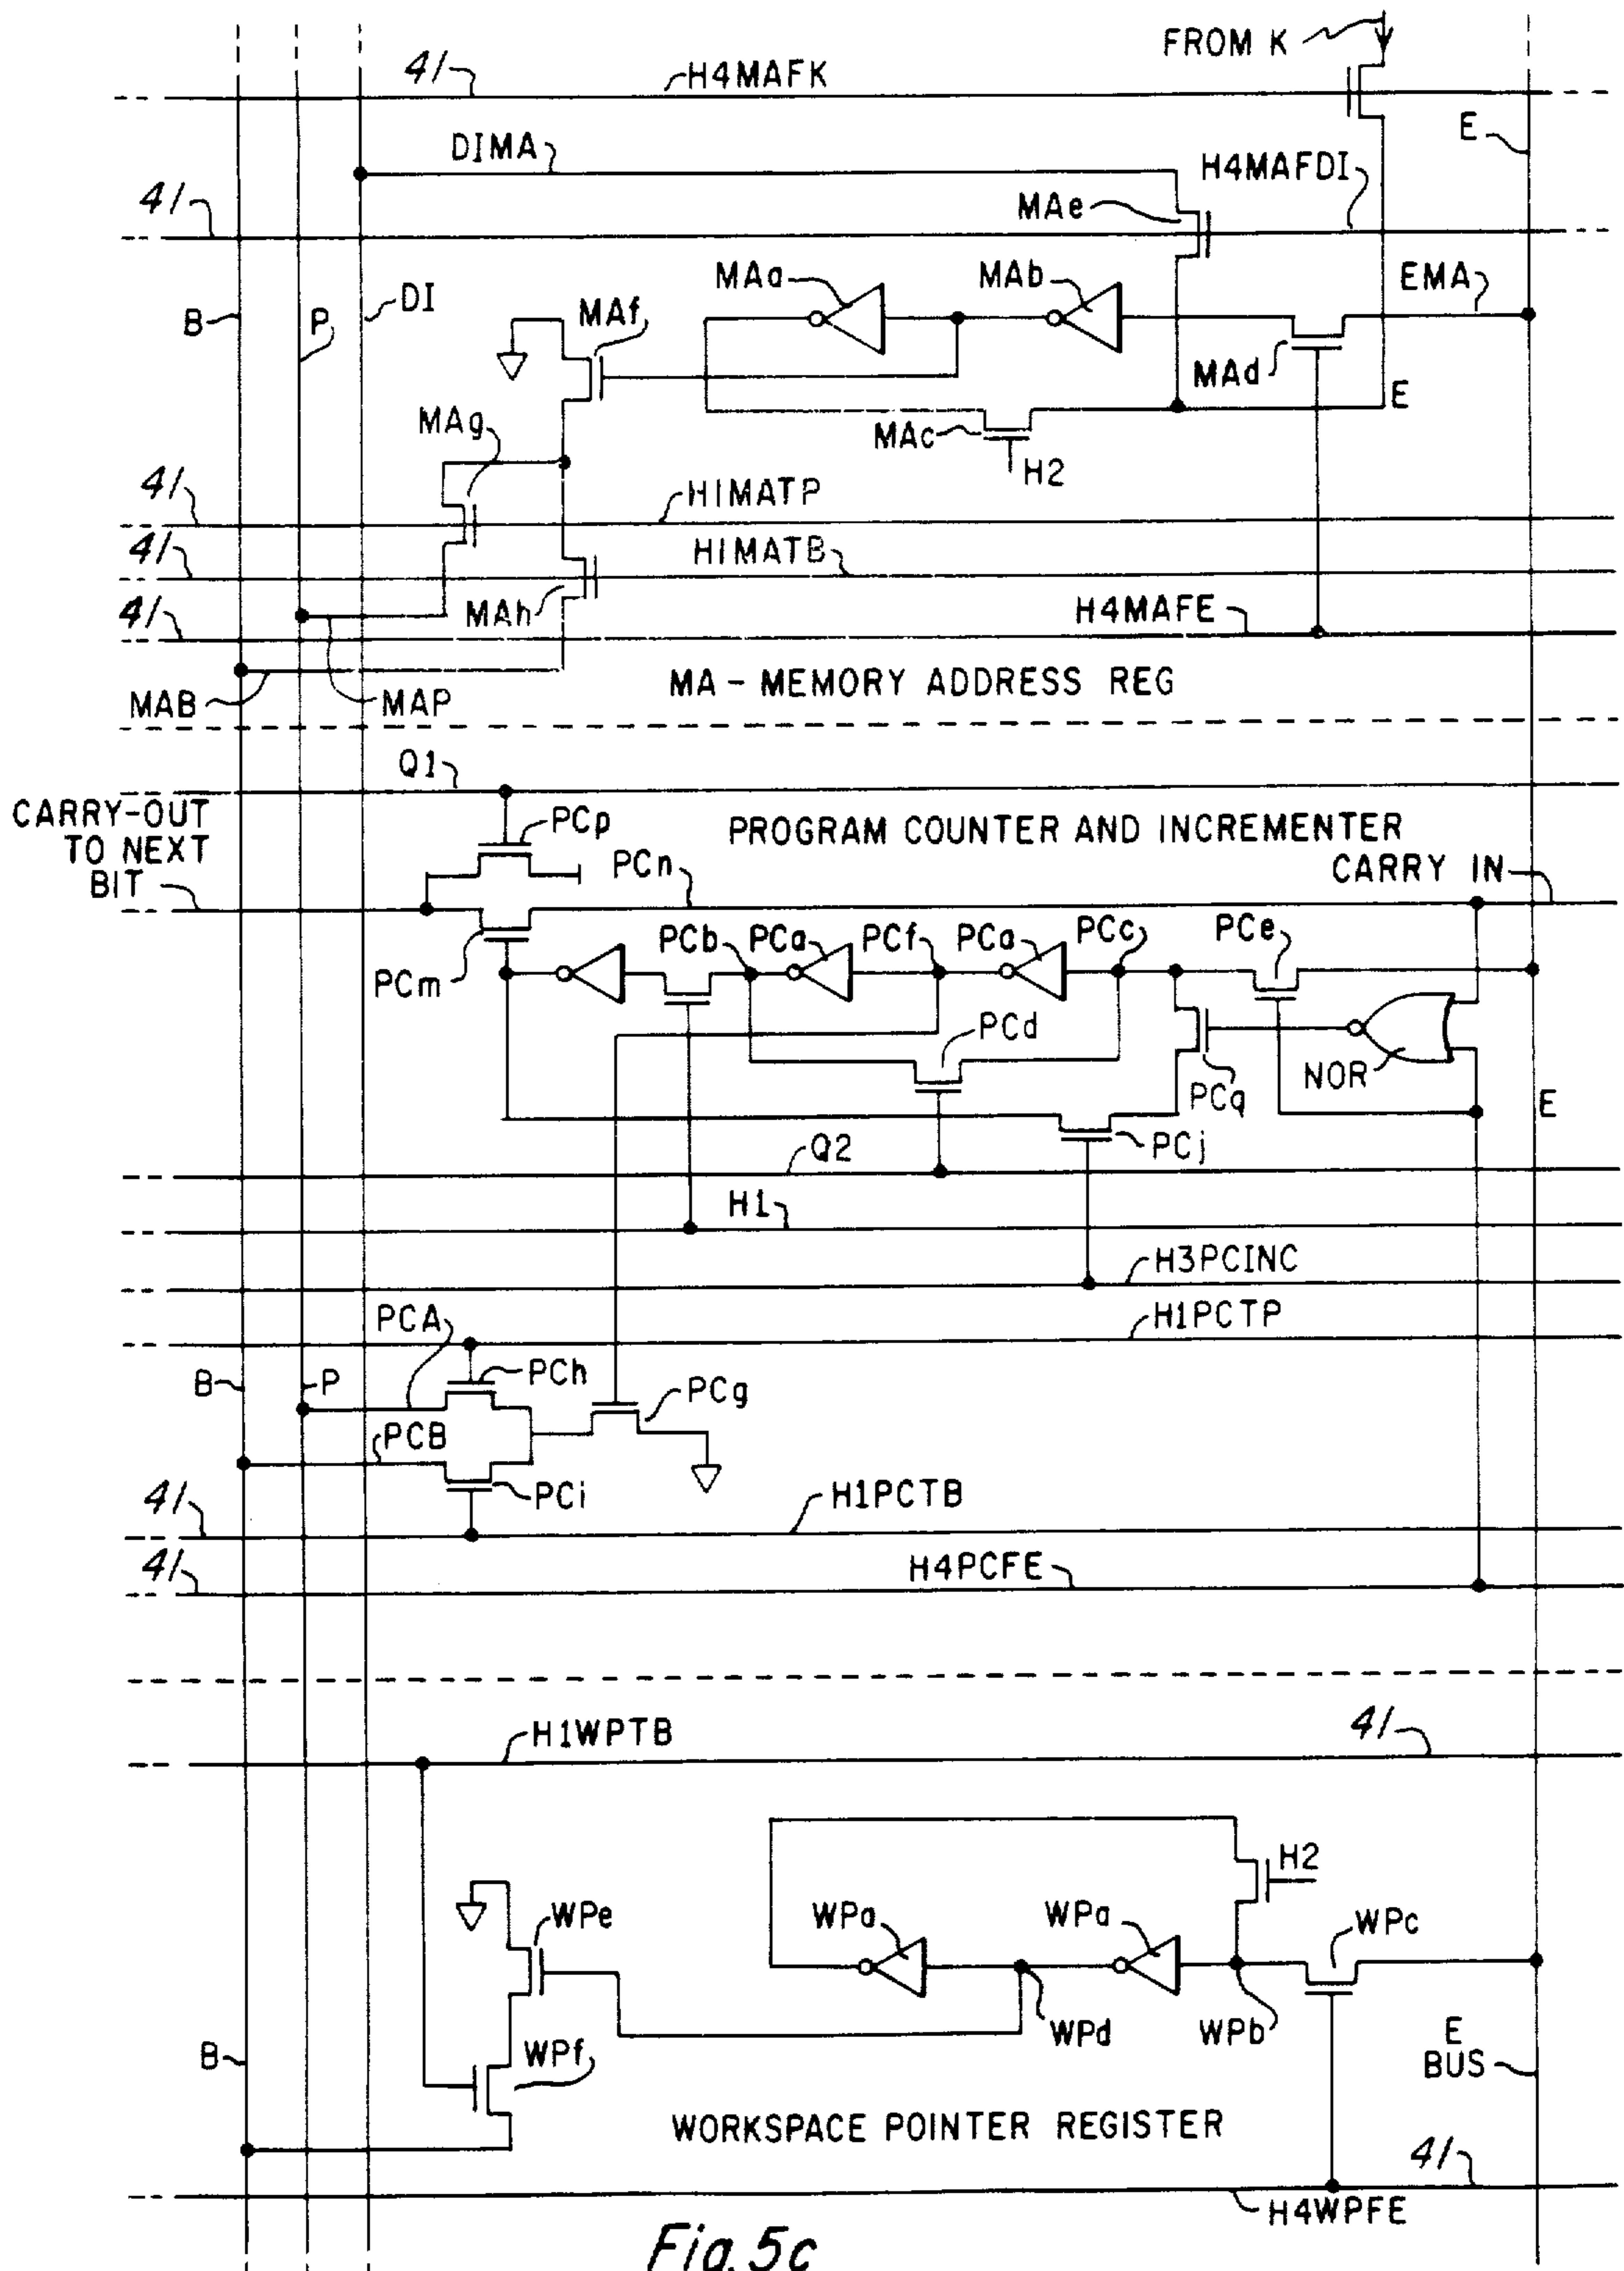 FROM K
41
H4MAFK
E
DIMA
H4MAFDI
41
MAe
MAa
MAb
EMA
B
P
DI
MAf
MAd
E
MAg
MAc
H2
41
H1MATP
41
H1MATB
MAh
41
H4MAFE
MAB
MAP
MA - MEMORY ADDRESS REG
Q1
CARRY-OUT
TO NEXT
BIT
PCp
PROGRAM COUNTER AND INCREMENTER
PCn
CARRY IN
PCm
PCb
PCa
PCf
PCa
PCc
PCe
PCd
NOR
PCq
E
PCj
Q2
H1
H3PCINC
PCA
H1PCTP
B
P
PCh
PCg
PCB
PCi
41
H1PCTB
41
H4PCFE
H1WPTB
41
H2
WPe
WPa
WPa
WPc
WPd
WPb
E
BUS
B
WPf
WORKSPACE POINTER REGISTER
41
H4WPFE
Fig. 5c